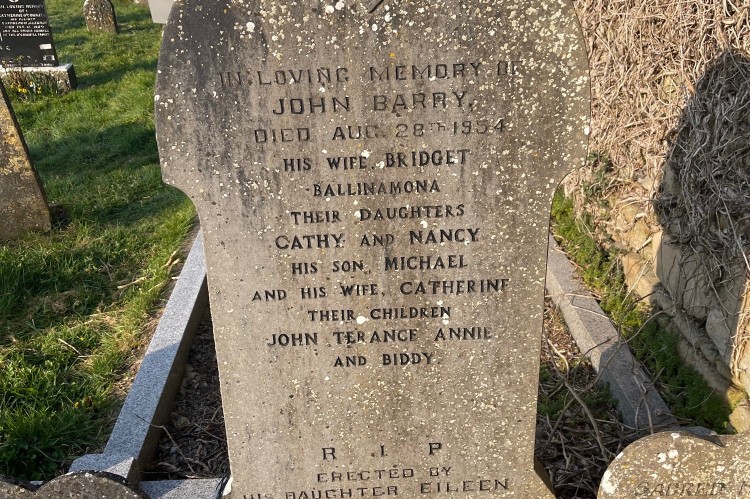 IN LOVING MEMORY OF
JOHN BARRY,
DIED AUG. 28TH 1954
HIS WIFE, BRIDGET
BALLINAMONA
THEIR DAUGHTERS
CATHY AND NANCY
HIS SON, MICHAEL
AND HIS WIFE, CATHERINE
THEIR CHILDREN
JOHN TERANCE ANNIE
AND BIDDY
R I P
ERECTED BY
HIS DAUGHTER EILEEN
SACRED